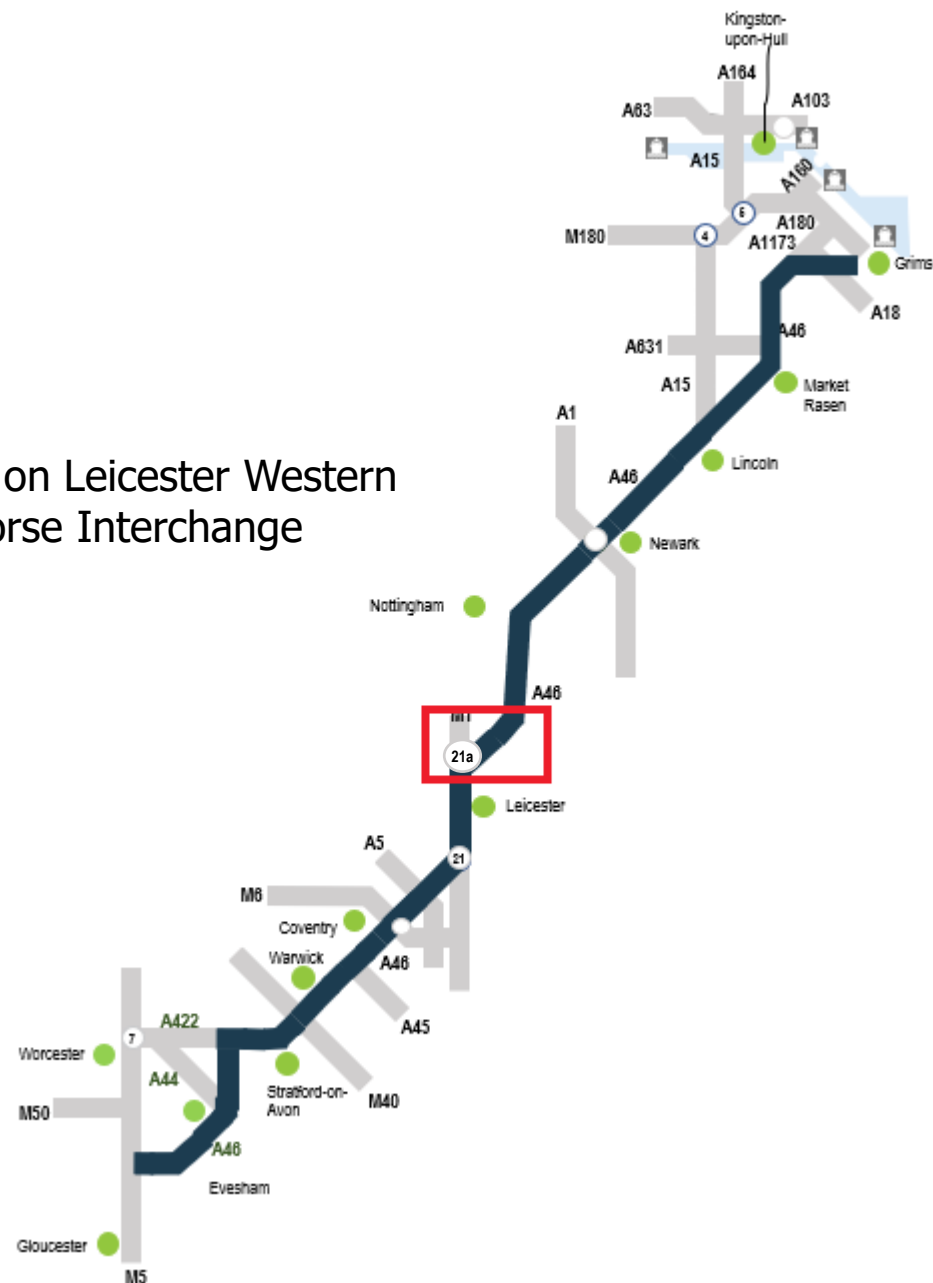 Kingston-
upon-Hull
A164
A63
A103
A15
A160
5
A180
M180
4
A1173
Grims
A18
A46
A631
A15
Market
Rasen
A1
Lincoln
on Leicester Western
A46
orse Interchange
Newark
Nottingham
A46
M1
21a
Leicester
A5
21
M6
Coventry
Warwick
A46
A422
A45
7
Worcester
A44
Stratford-on-
Avon
M40
M50
A46
Evesham
Gloucester
M5